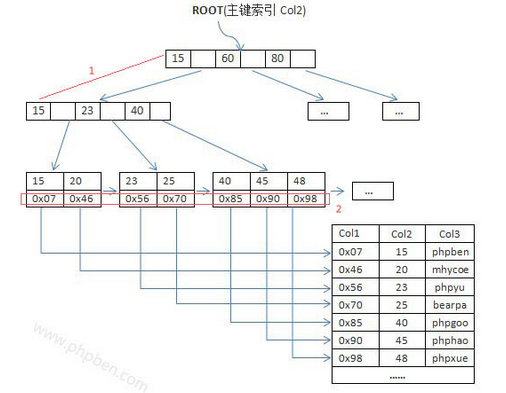 ROOT(主键索引 Col2)
1
15 60 80
15 23 40
... ...
15 20 23 25 40 45 48
0x07 0x46 0x56 0x70 0x85 0x90 0x98
...
2
Col1 Col2 Col3
0x07 15 phpben
0x46 20 mhycoe
0x56 23 phpyu
0x70 25 bearpa
0x85 40 phpgoo
0x90 45 phphao
0x98 48 phpxue
......
www.phpben.com